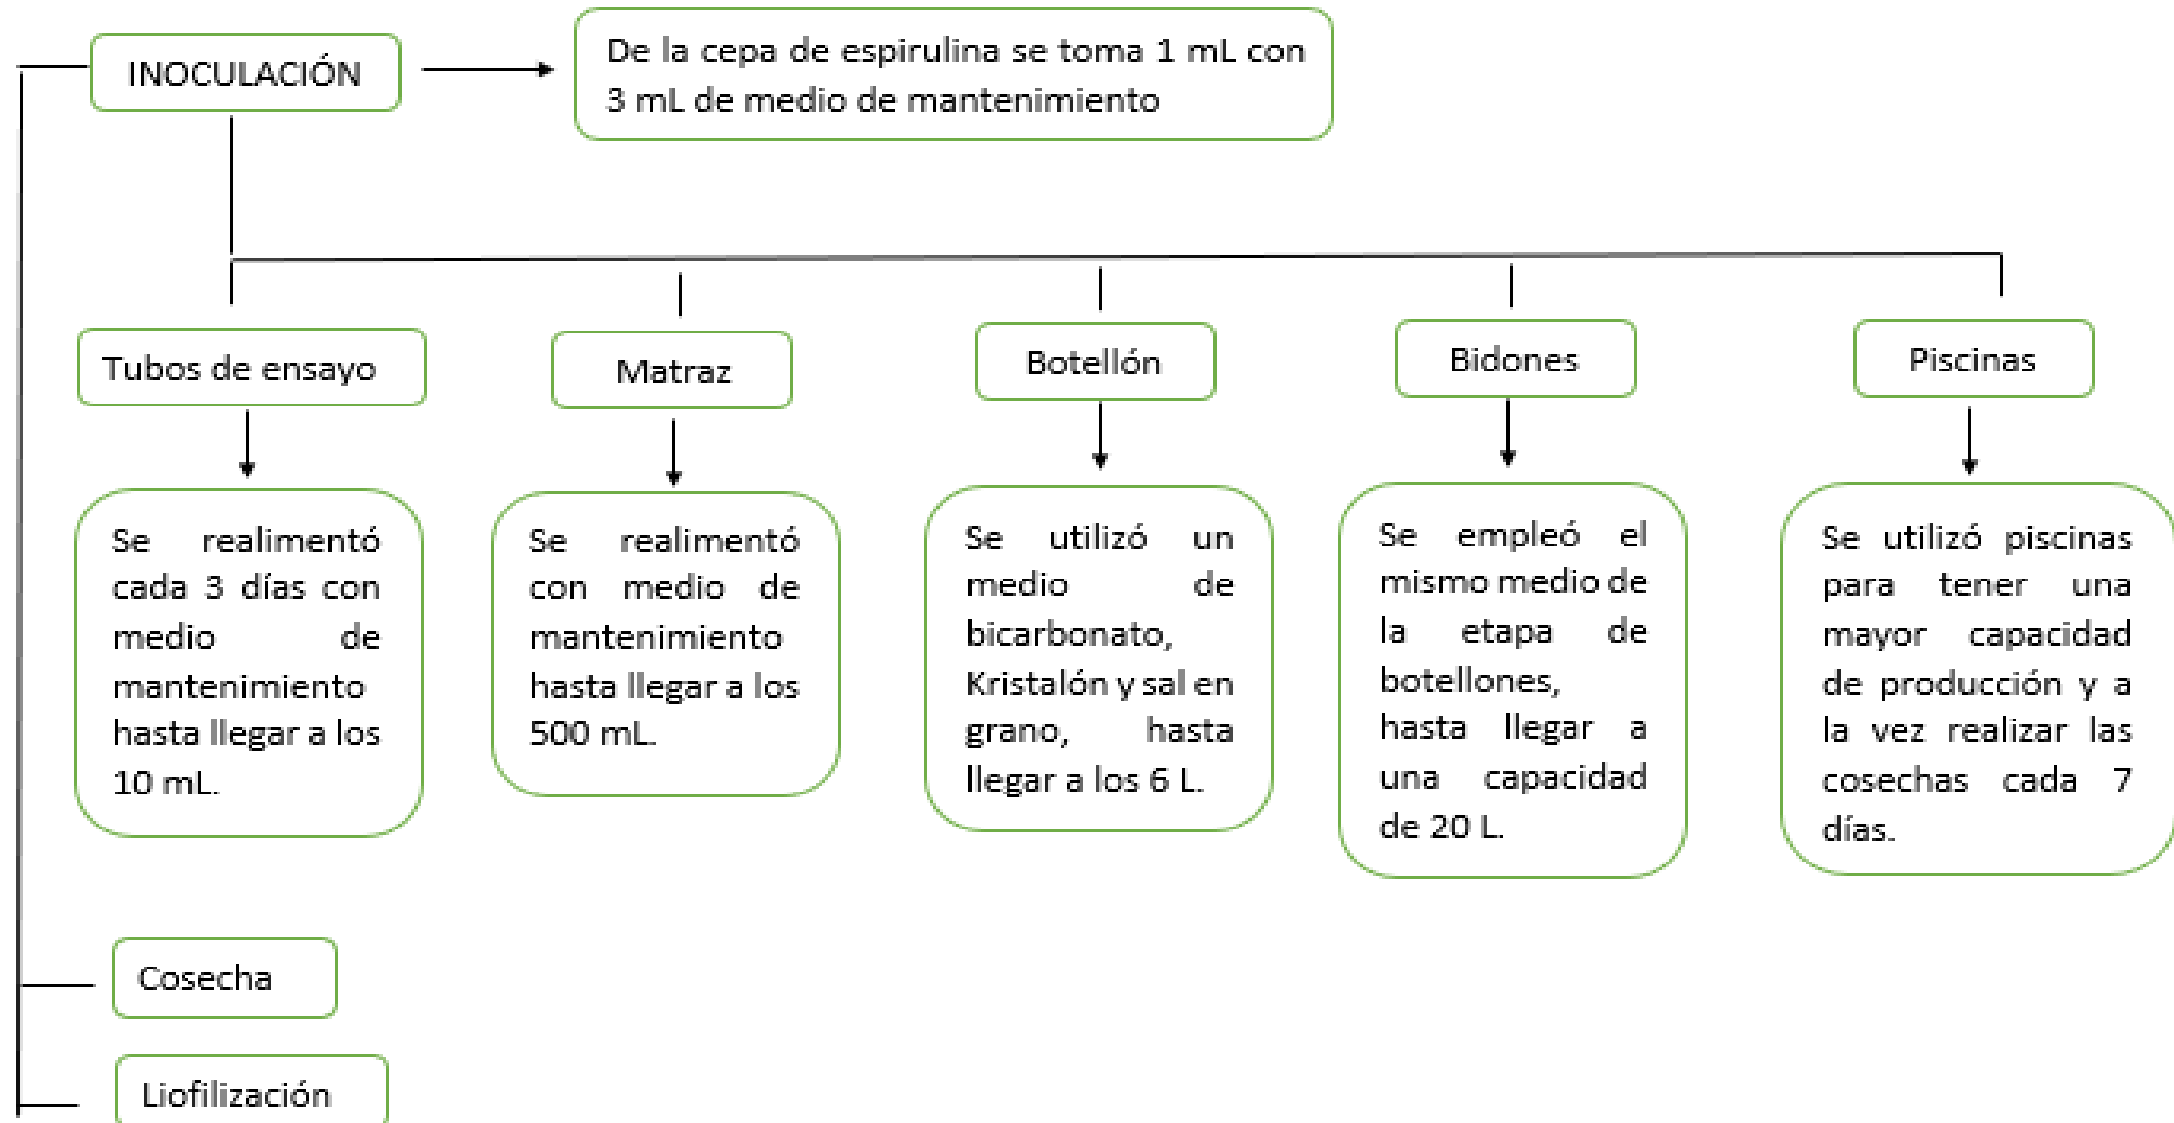 INOCULACIÓN
De la cepa de espirulina se toma 1 mL con
3 mL de medio de mantenimiento
Tubos de ensayo
Matraz
Botellón
Bidones
Piscinas
Se realimentó
cada 3 días con
medio de
mantenimiento
hasta llegar a los
10 mL.
Se realimentó
con medio de
mantenimiento
hasta llegar a los
500 mL.
Se utilizó un
medio de
bicarbonato,
Kristalón y sal en
grano, hasta
llegar a los 6 L.
Se empleó el
mismo medio de
la etapa de
botellones,
hasta llegar a
una capacidad
de 20 L.
Se utilizó piscinas
para tener una
mayor capacidad
de producción y a
la vez realizar las
cosechas cada 7
días.
Cosecha
Liofilización